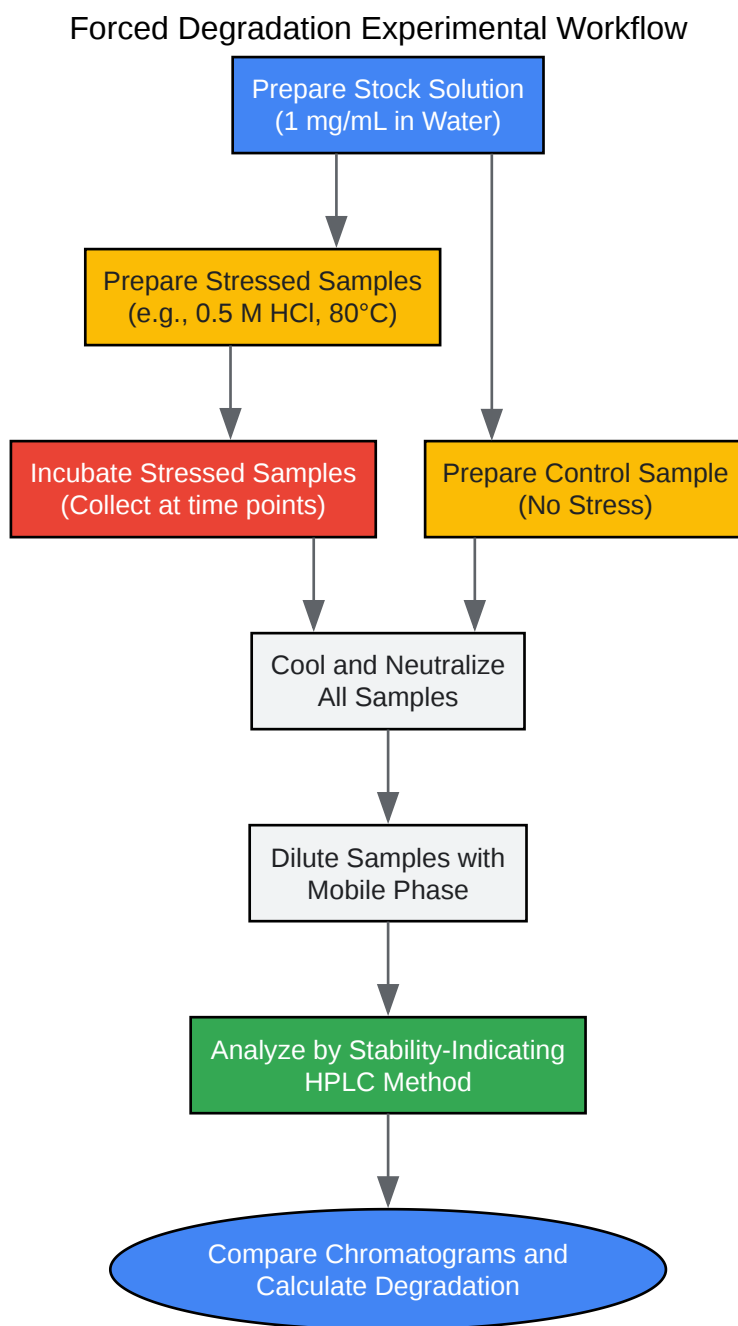 Forced Degradation Experimental Workflow
Prepare Stock Solution
(1 mg/mL in Water)
Prepare Stressed Samples
(e.g., 0.5 M HCl, 80°C)
Incubate Stressed Samples
(Collect at time points)
Prepare Control Sample
(No Stress)
Cool and Neutralize
All Samples
Dilute Samples with
Mobile Phase
Analyze by Stability-Indicating
HPLC Method
Compare Chromatograms and
Calculate Degradation